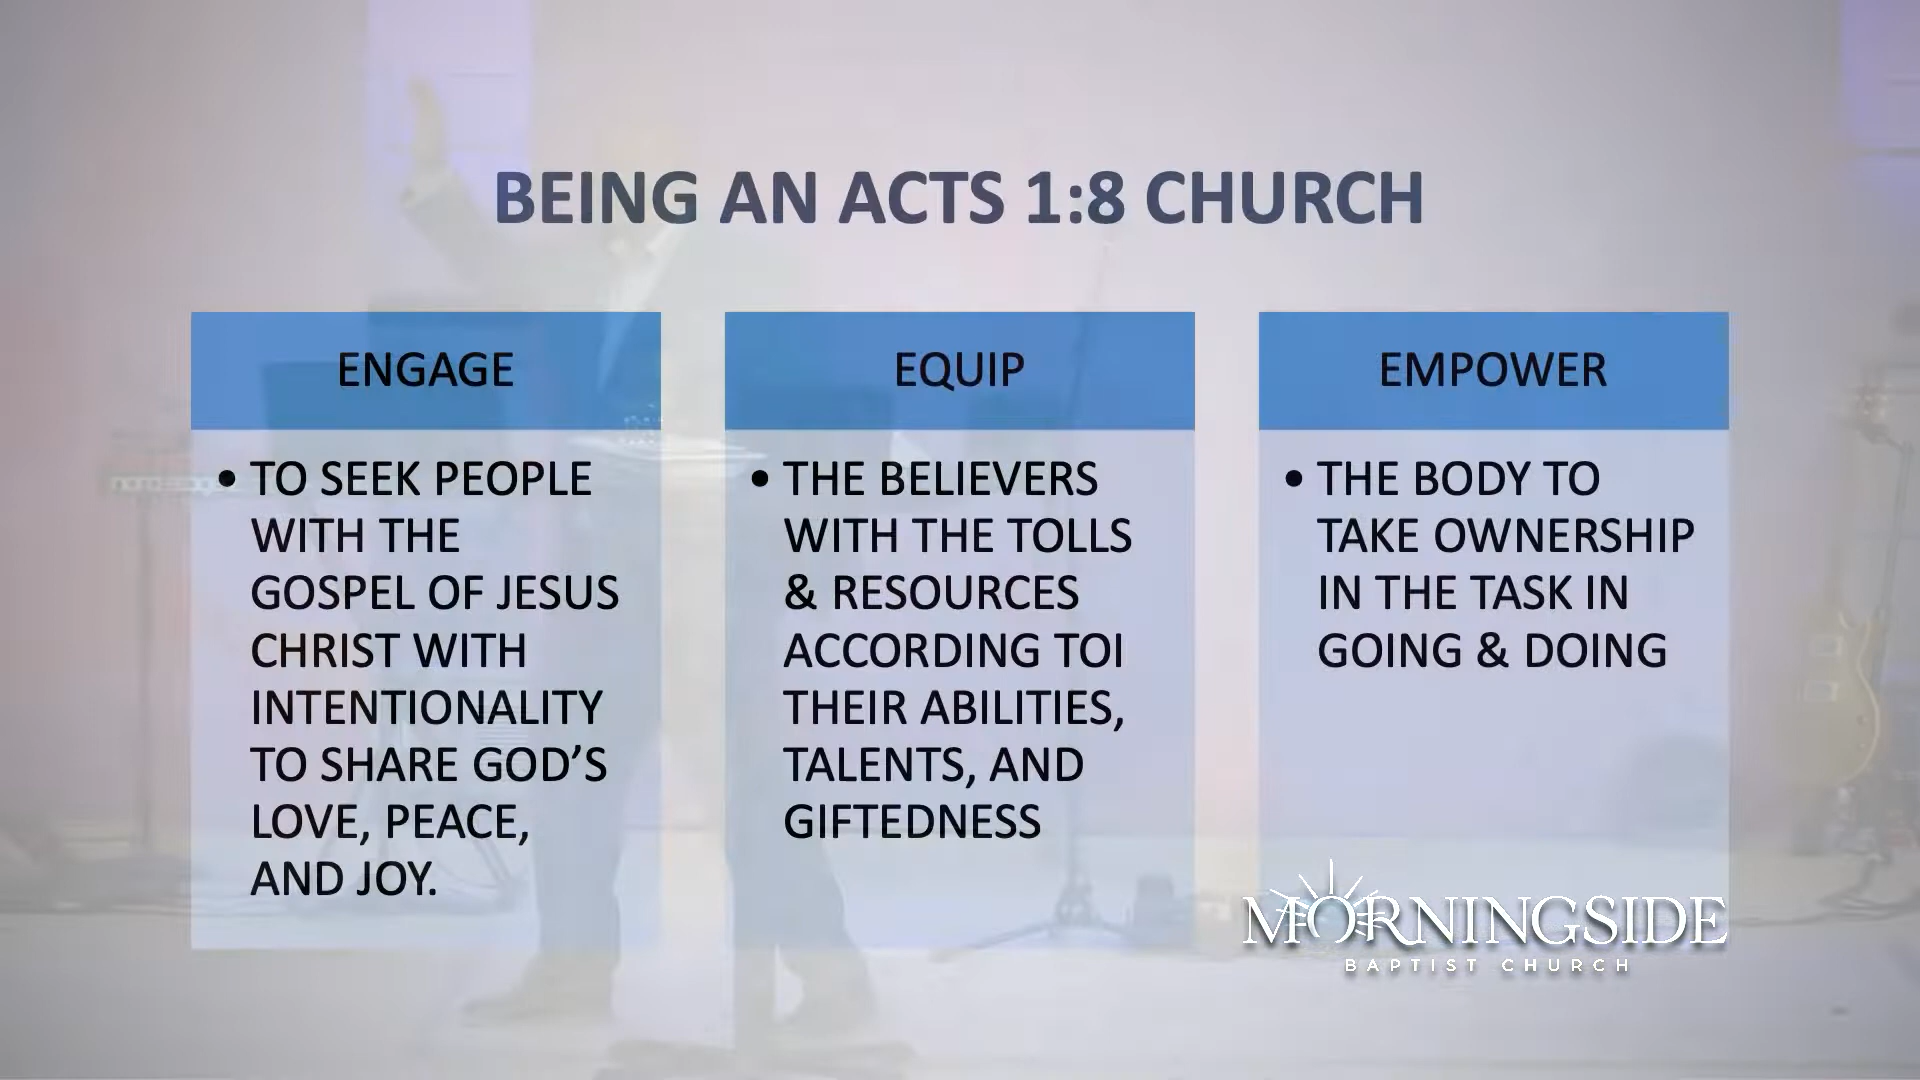 BEING AN ACTS 1:8 CHURCH
ENGAGE
• TO SEEK PEOPLE
WITH THE
GOSPEL OF JESUS
CHRIST WITH
INTENTIONALITY
TO SHARE GOD’S
LOVE, PEACE,
AND JOY.
EQUIP
• THE BELIEVERS
WITH THE TOLLS
& RESOURCES
ACCORDING TOI
THEIR ABILITIES,
TALENTS, AND
GIFTEDNESS
EMPOWER
• THE BODY TO
TAKE OWNERSHIP
IN THE TASK IN
GOING & DOING
MORNINGSIDE
BAPTIST CHURCH